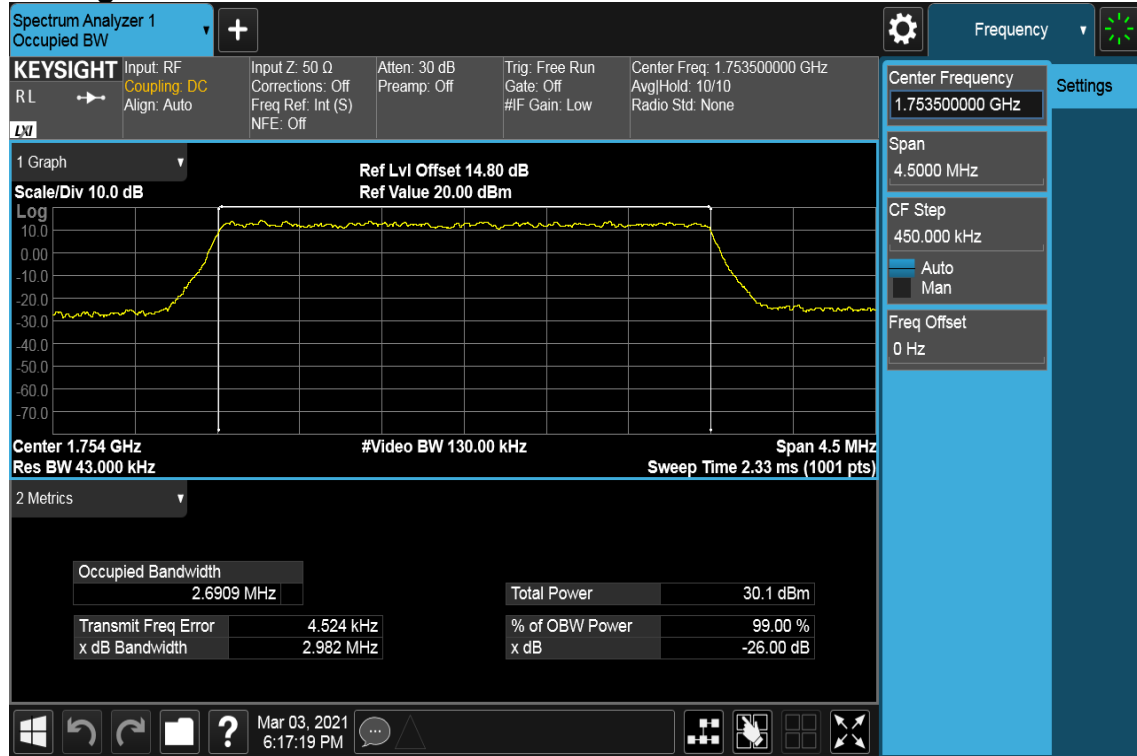 Spectrum Analyzer 1
Occupied BW
+
Frequency
KEYSIGHT
RL
LXI
Input: RF
Coupling: DC
Align: Auto
Input Z: 50 Ω
Corrections: Off
Freq Ref: Int (S)
NFE: Off
Atten: 30 dB
Preamp: Off
Trig: Free Run
Gate: Off
#IF Gain: Low
Center Freq: 1.753500000 GHz
Avg|Hold: 10/10
Radio Std: None
Center Frequency
1.753500000 GHz
Settings
Span
4.5000 MHz
CF Step
450.000 kHz
Auto
Man
Freq Offset
0 Hz
1 Graph
Scale/Div 10.0 dB
Ref Lvl Offset 14.80 dB
Ref Value 20.00 dBm
Log
10.0
0.00
-10.0
-20.0
-30.0
-40.0
-50.0
-60.0
-70.0
Center 1.754 GHz
#Video BW 130.00 kHz
Span 4.5 MHz
Res BW 43.000 kHz
Sweep Time 2.33 ms (1001 pts)
2 Metrics
Occupied Bandwidth
2.6909 MHz
Total Power 30.1 dBm
Transmit Freq Error 4.524 kHz
% of OBW Power 99.00 %
x dB Bandwidth 2.982 MHz
x dB -26.00 dB
?
Mar 03, 2021
6:17:19 PM